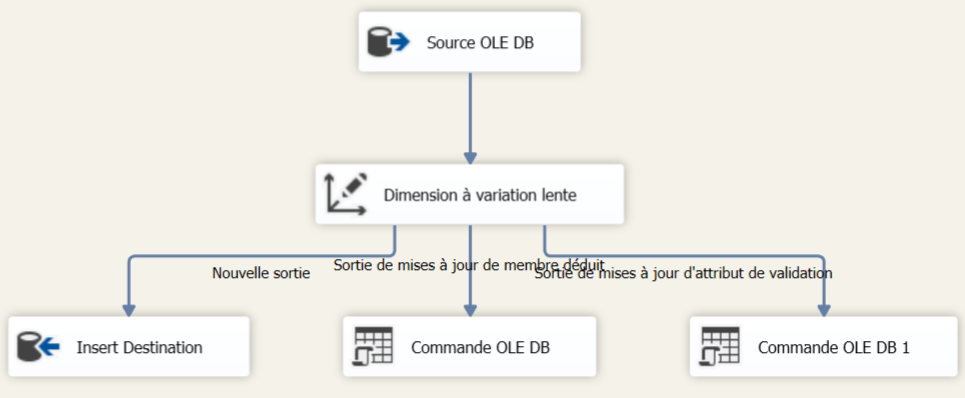 Source OLE DB
Dimension à variation lente
Nouvelle sortie
Sortie de mises à jour de membre déduit
Sortie de mises à jour d'attribut de validation
Insert Destination
Commande OLE DB
Commande OLE DB 1